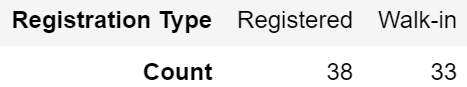 Registration Type Registered Walk-in
Count 38 33